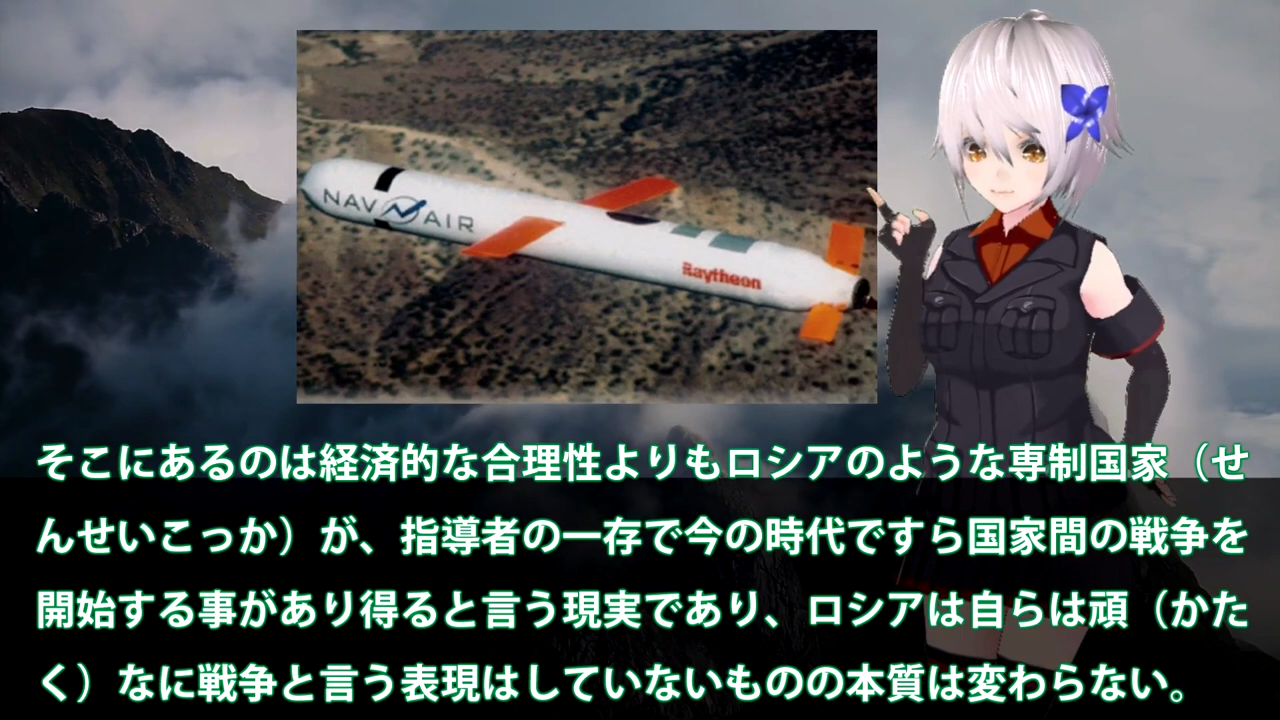 NAVAIR
Raytheon
そこにあるのは経済的な合理性よりもロシアのような専制国家（せ
んせいこっか）が、指導者の一存で今の時代ですら国家間の戦争を
開始する事があり得ると言う現実であり、ロシアは自らは頑（かた
く）なに戦争と言う表現はしていないものの本質は変わらない。